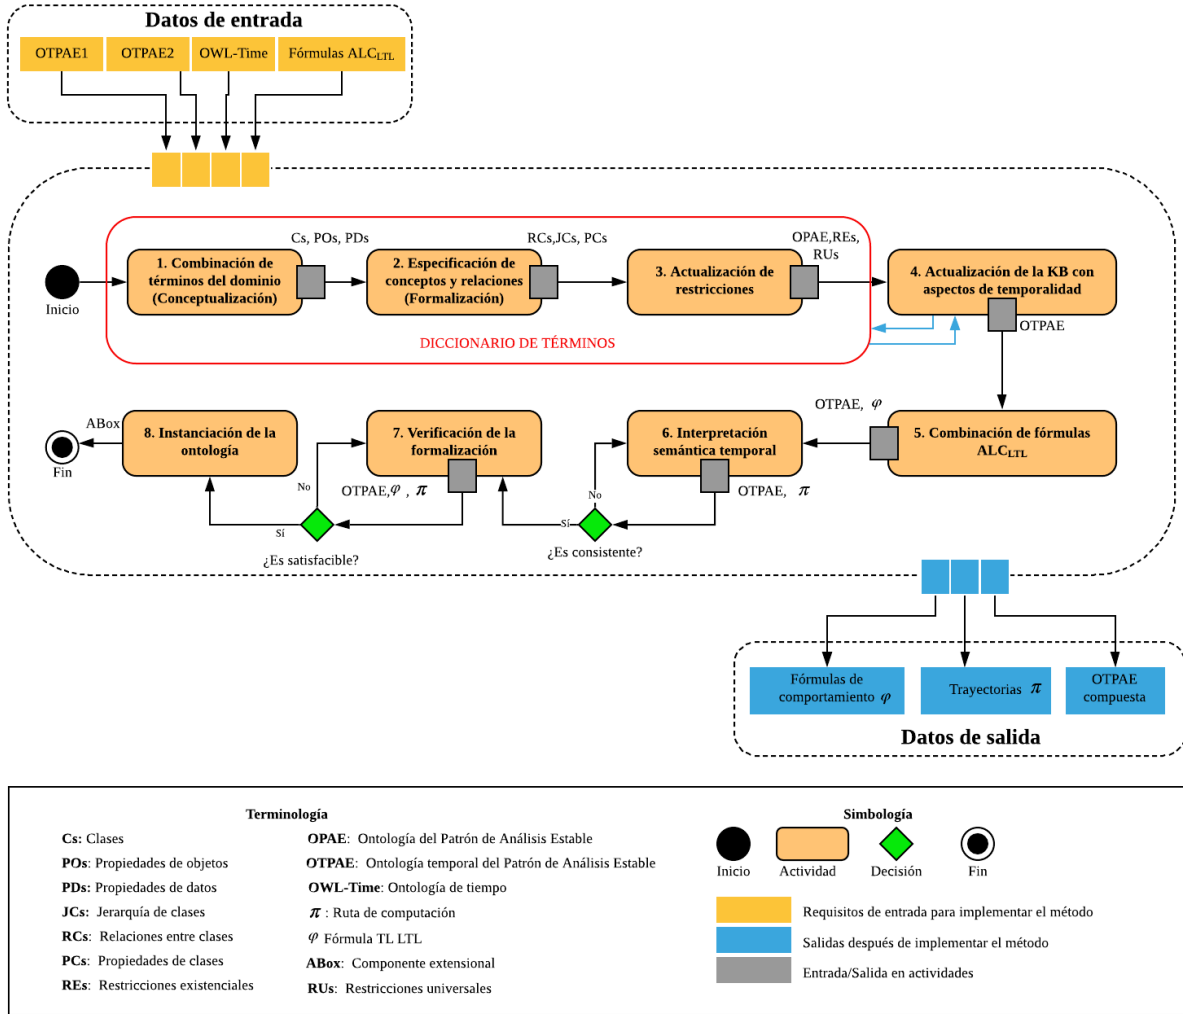 Datos de entrada
OTPAE1
OTPAE2
OWL-Time
Fórmulas ALC_LTL
Cs, POs, PDs
RCs,JCs, PCs
OPAE,REs,
RUs
Inicio
1. Combinación de
términos del dominio
(Conceptualización)
2. Especificación de
conceptos y relaciones
(Formalización)
3. Actualización de
restricciones
4. Actualización de la KB con
aspectos de temporalidad
DICCIONARIO DE TÉRMINOS
OTPAE
OTPAE, φ
ABox
Fin
8. Instanciación de la
ontología
7. Verificación de la
formalización
6. Interpretación
semántica temporal
5. Combinación de fórmulas
ALC_LTL
No
OTPAE,φ , π
Sí
¿Es satisfacible?
No
OTPAE, π
Sí
¿Es consistente?
Fórmulas de
comportamiento φ
Trayectorias π
OTPAE
compuesta
Datos de salida
Terminología
Cs: Clases
POs: Propiedades de objetos
PDs: Propiedades de datos
JCs: Jerarquía de clases
RCs: Relaciones entre clases
PCs: Propiedades de clases
REs: Restricciones existenciales
OPAE: Ontología del Patrón de Análisis Estable
OTPAE: Ontología temporal del Patrón de Análisis Estable
OWL-Time: Ontología de tiempo
π : Ruta de computación
φ Fórmula TL LTL
ABox: Componente extensional
RUs: Restricciones universales
Simbología
Inicio
Actividad
Decisión
Fin
Requisitos de entrada para implementar el método
Salidas después de implementar el método
Entrada/Salida en actividades